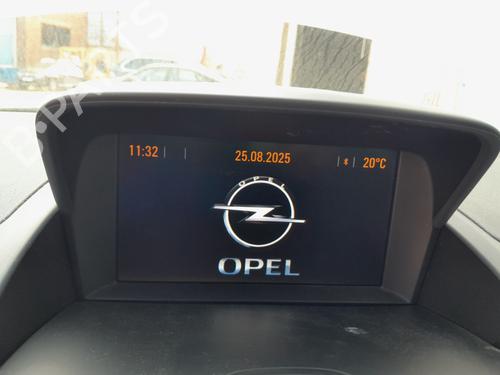 11:32 | | 25.08.2025 | | 20°C
OPEL
OPEL
B-PARTS